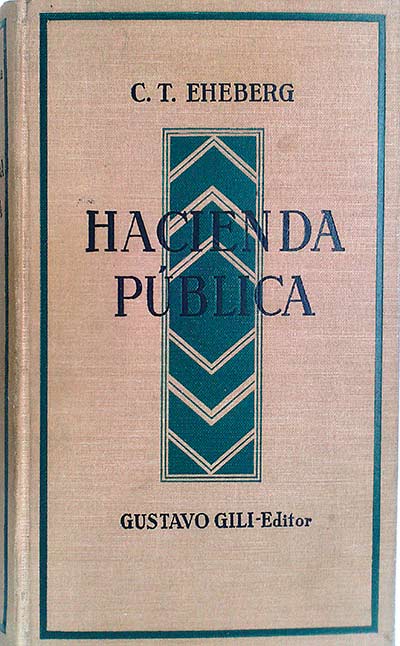 C. T. EHEBERG
HACIENDA
PÚBLICA
GUSTAVO GILI-Editor